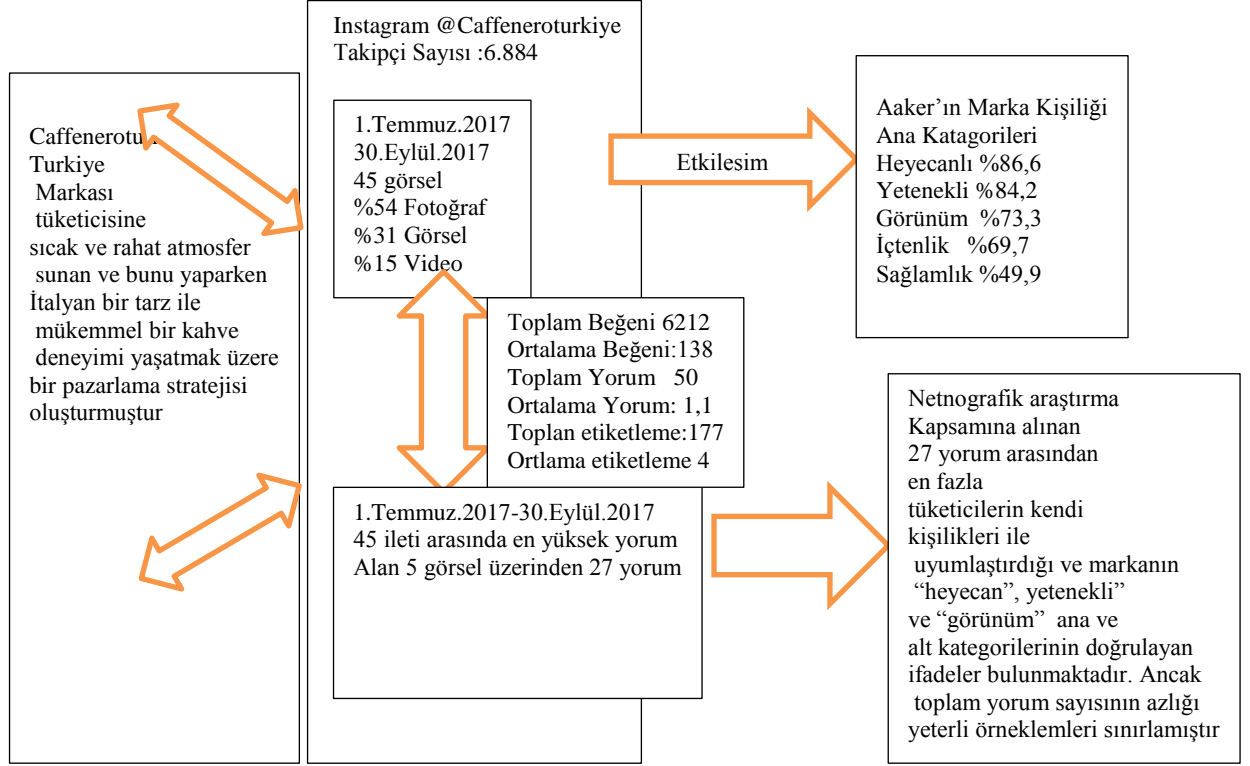 Instagram @Caffeneroturkiye
Takipçi Sayısı :6.884
Caffenerotu
Turkiye
Markası
tüketicisine
sıcak ve rahat atmosfer
sunan ve bunu yaparken
İtalyan bir tarz ile
mükemmel bir kahve
deneyimi yaşatmak üzere
bir pazarlama stratejisi
oluşturmuştur
1.Temmuz.2017
30.Eylül.2017
45 görsel
%54 Fotoğraf
%31 Görsel
%15 Video
Etkilesim
Aaker’ın Marka Kişiliği
Ana Katagorileri
Heyecanlı %86,6
Yetenekli %84,2
Görünüm %73,3
İçtenlik %69,7
Sağlamlık %49,9
Toplam Beğeni 6212
Ortalama Beğeni:138
Toplam Yorum 50
Ortalama Yorum: 1,1
Toplan etiketleme:177
Ortlama etiketleme 4
1.Temmuz.2017-30.Eylül.2017
45 ileti arasında en yüksek yorum
Alan 5 görsel üzerinden 27 yorum
Netnografik araştırma
Kapsamına alınan
27 yorum arasından
en fazla
tüketicilerin kendi
kişilikleri ile
uyumlaştırdığı ve markanın
“heyecan”, yetenekli”
ve “görünüm” ana ve
alt kategorilerinin doğrulayan
ifadeler bulunmaktadır. Ancak
toplam yorum sayısının azlığı
yeterli örneklemleri sınırlamıştır